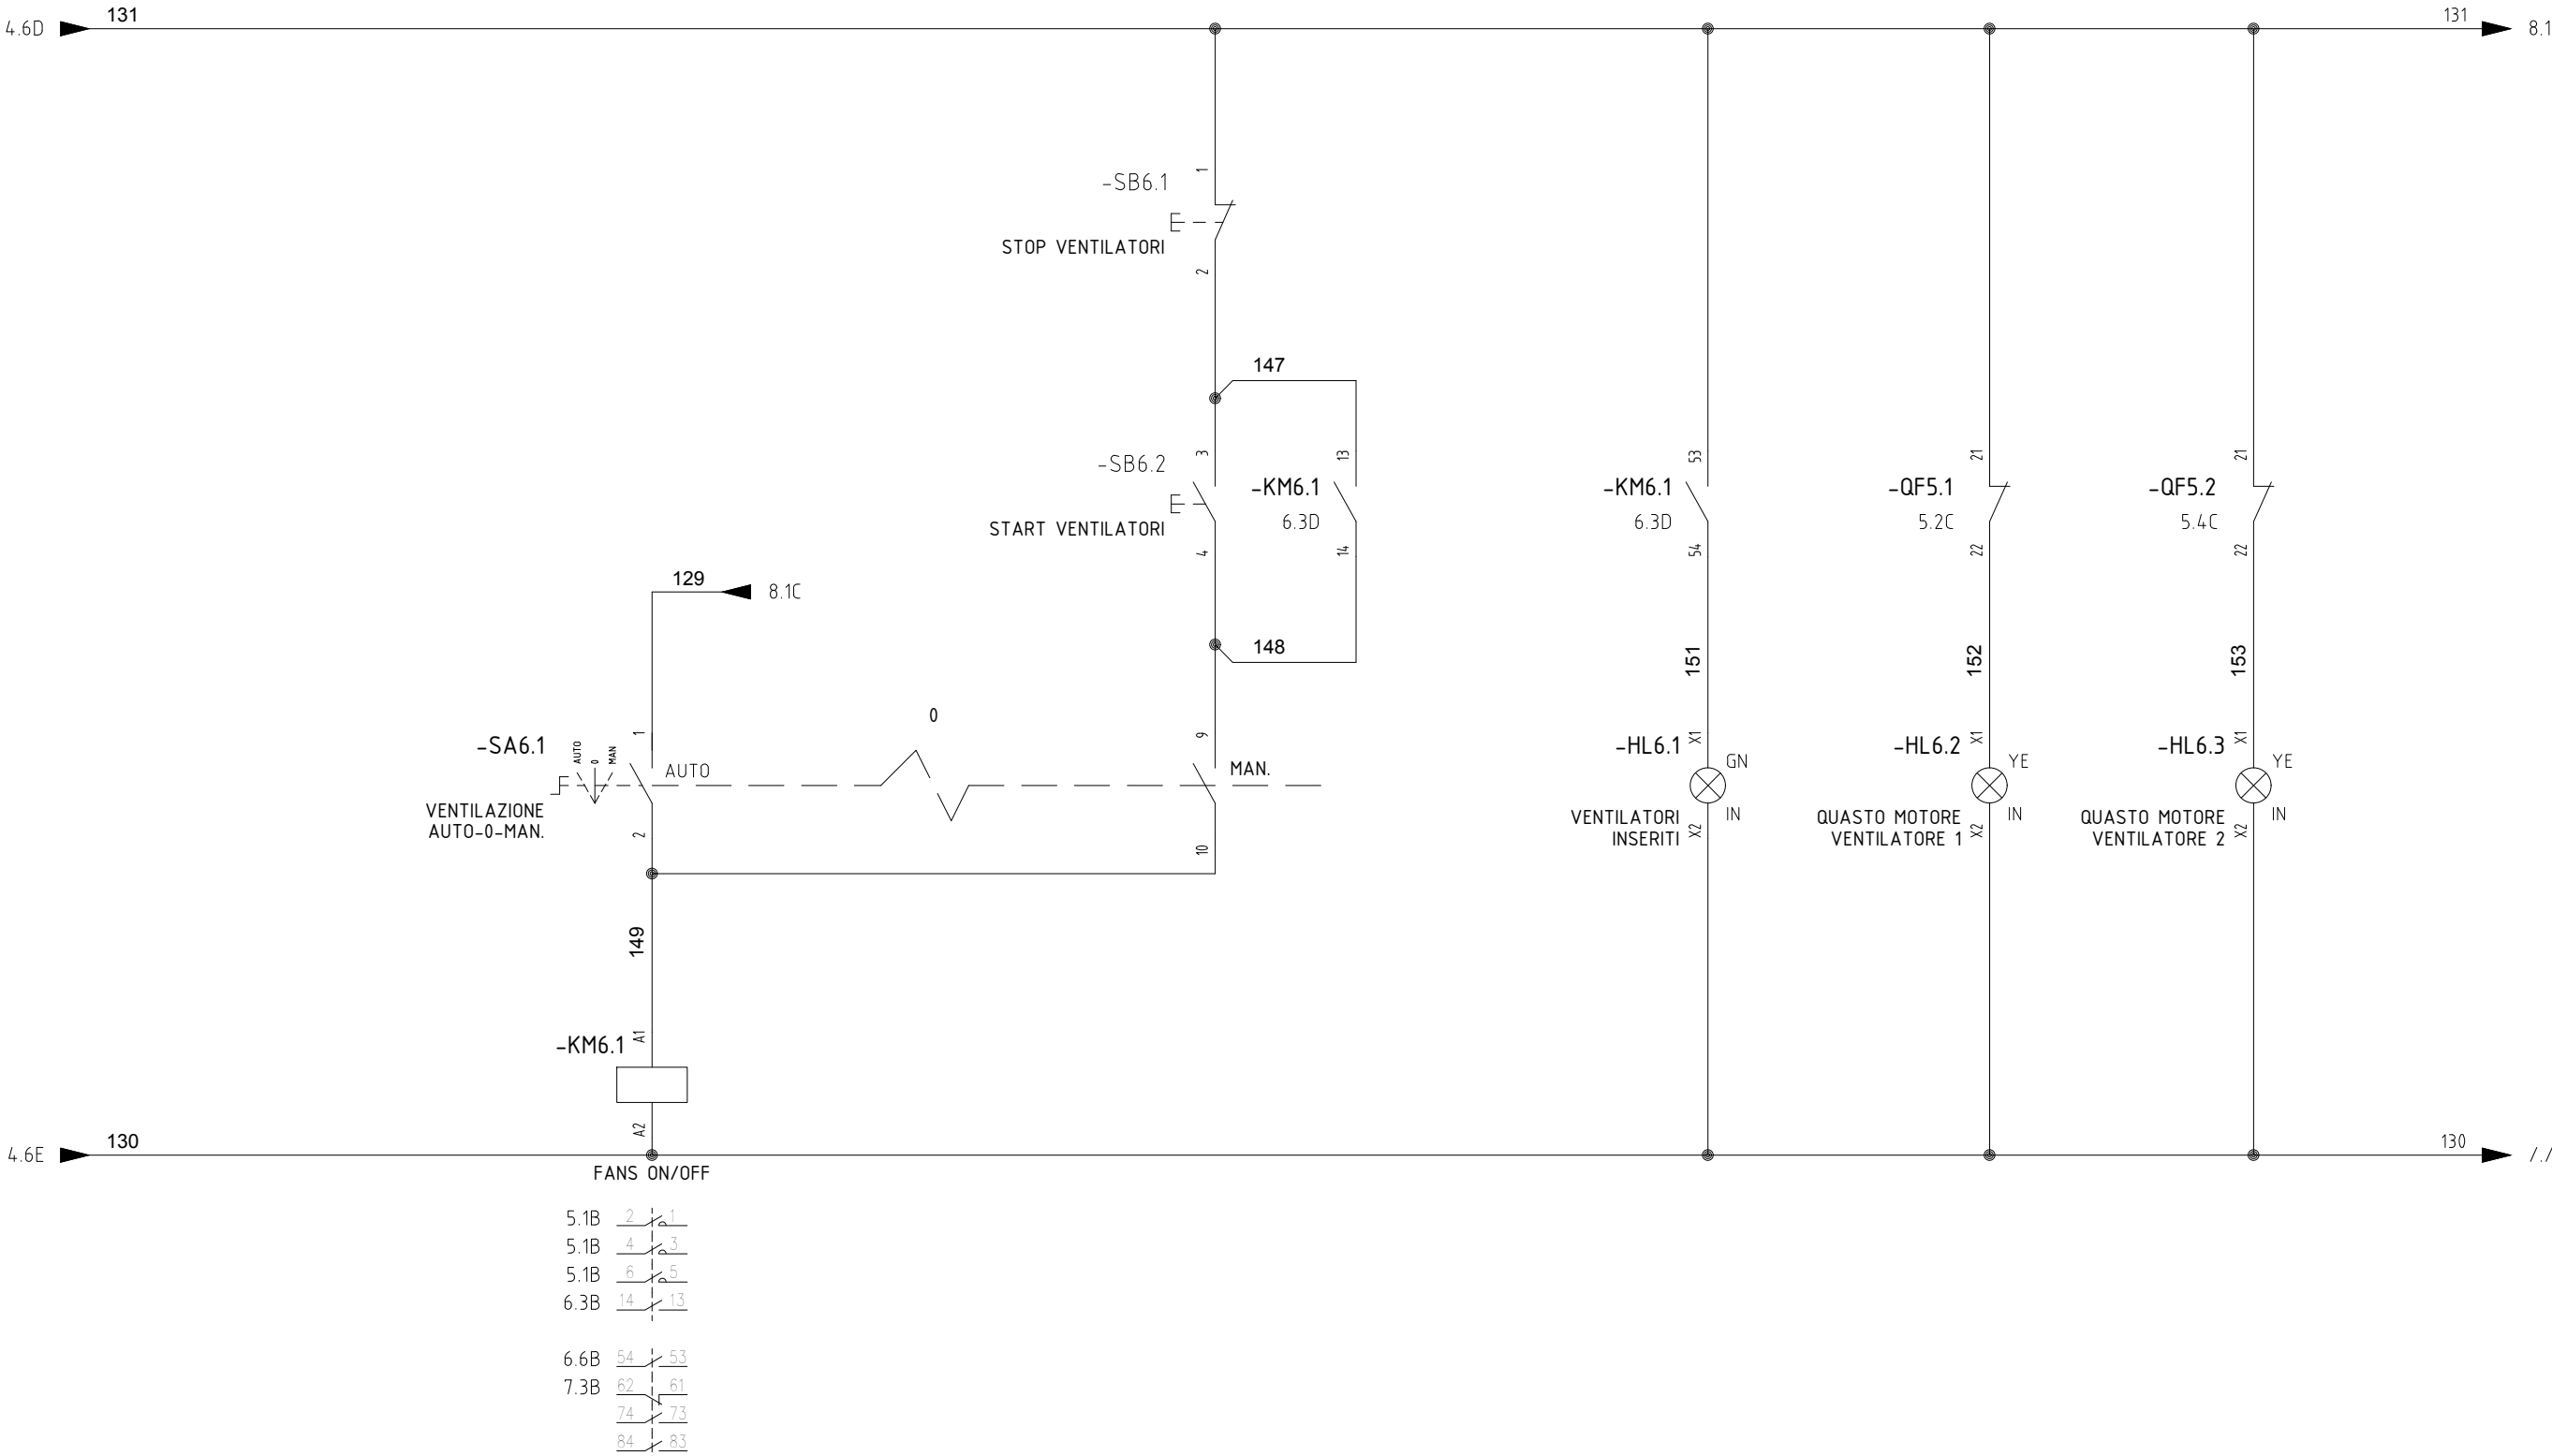 131
4.6D
131
8.1
-SB6.1
1
STOP VENTILATORI
2
147
-SB6.2
3
START VENTILATORI
4
-KM6.1
13
6.3D
14
-KM6.1
53
6.3D
54
-QF5.1
21
5.2C
22
-QF5.2
21
5.4C
22
129
8.1C
148
151
152
153
0
-SA6.1
AUTO
0
MAN
1
AUTO
VENTILAZIONE
AUTO-0-MAN.
2
9
MAN.
10
-HL6.1
X1
GN
VENTILATORI
INSERITI
IN
X2
-HL6.2
X1
YE
QUASTO MOTORE
VENTILATORE 1
IN
X2
-HL6.3
X1
YE
QUASTO MOTORE
VENTILATORE 2
IN
X2
149
-KM6.1
A1
A2
130
4.6E
130
/./
FANS ON/OFF
5.1B 2 1
5.1B 4 3
5.1B 6 5
6.3B 14 13
6.6B 54 53
7.3B 62 61
74 73
84 83